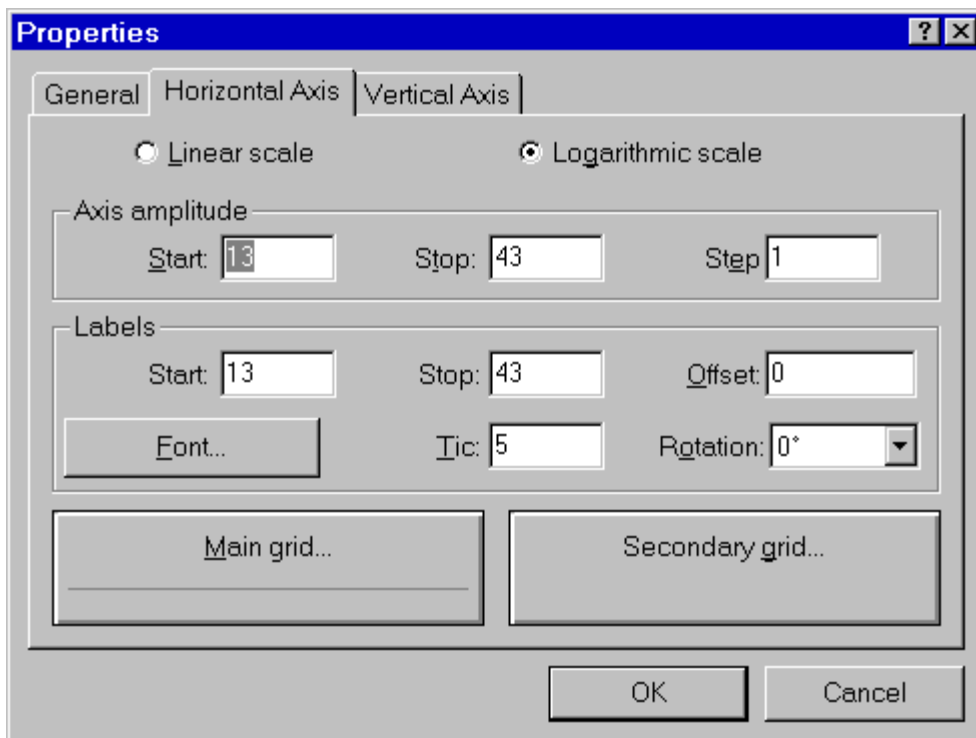 Properties
General Horizontal Axis Vertical Axis
Linear scale Logarithmic scale
Axis amplitude
Start: 13 Stop: 43 Step 1
Labels
Start: 13 Stop: 43 Offset: 0
Font... Tic: 5 Rotation: 0°
Main grid... Secondary grid...
OK Cancel